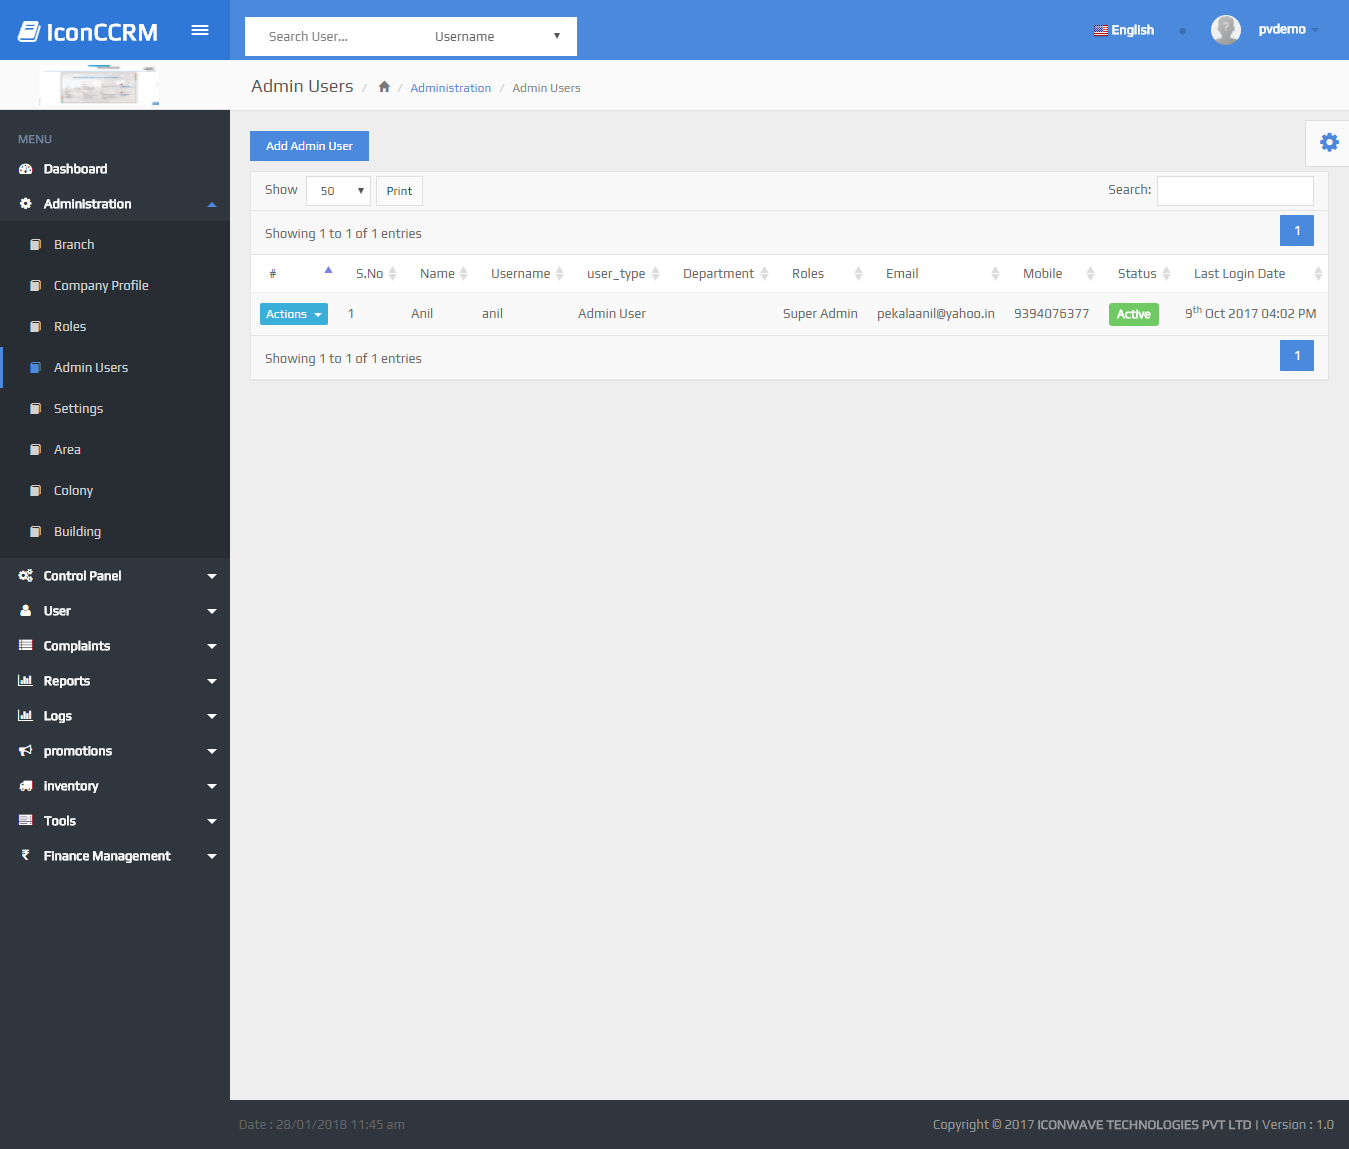 IconCCRM
Search User...
Username
English
pvdemo
Admin Users / / Administration / Admin Users
MENU
Dashboard
Administration
Branch
Company Profile
Roles
Admin Users
Settings
Area
Colony
Building
Control Panel
User
Complaints
Reports
Logs
promotions
Inventory
Tools
Finance Management
Add Admin User
Show 50 Print Search:
Showing 1 to 1 of 1 entries 1
# S.No Name Username user_type Department Roles Email Mobile Status Last Login Date
Actions 1 Anil anil Admin User Super Admin pekalaanil@yahoo.in 9394076377 Active 9th Oct 2017 04:02 PM
Showing 1 to 1 of 1 entries 1
Date : 28/01/2018 11:45 am
Copyright © 2017 ICONWAVE TECHNOLOGIES PVT LTD | Version : 1.0